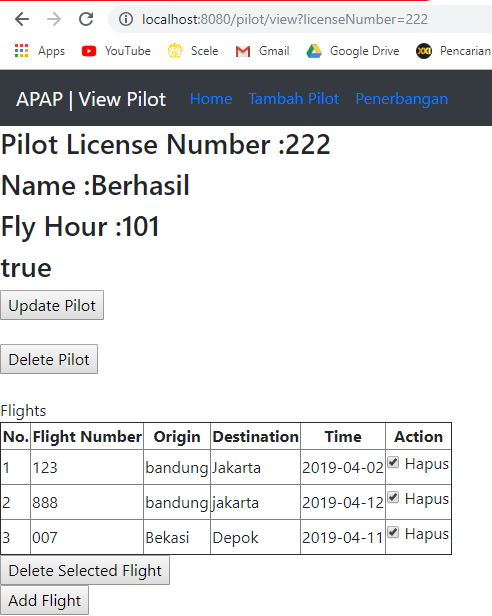 localhost:8080/pilot/view?licenseNumber=222
Apps YouTube Scele Gmail Google Drive Pencarian
APAP | View Pilot Home Tambah Pilot Penerbangan
Pilot License Number :222
Name :Berhasil
Fly Hour :101
true
Update Pilot
Delete Pilot
Flights
No. Flight Number Origin Destination Time Action
1 123 bandung Jakarta 2019-04-02 Hapus
2 888 bandung jakarta 2019-04-12 Hapus
3 007 Bekasi Depok 2019-04-11 Hapus
Delete Selected Flight
Add Flight